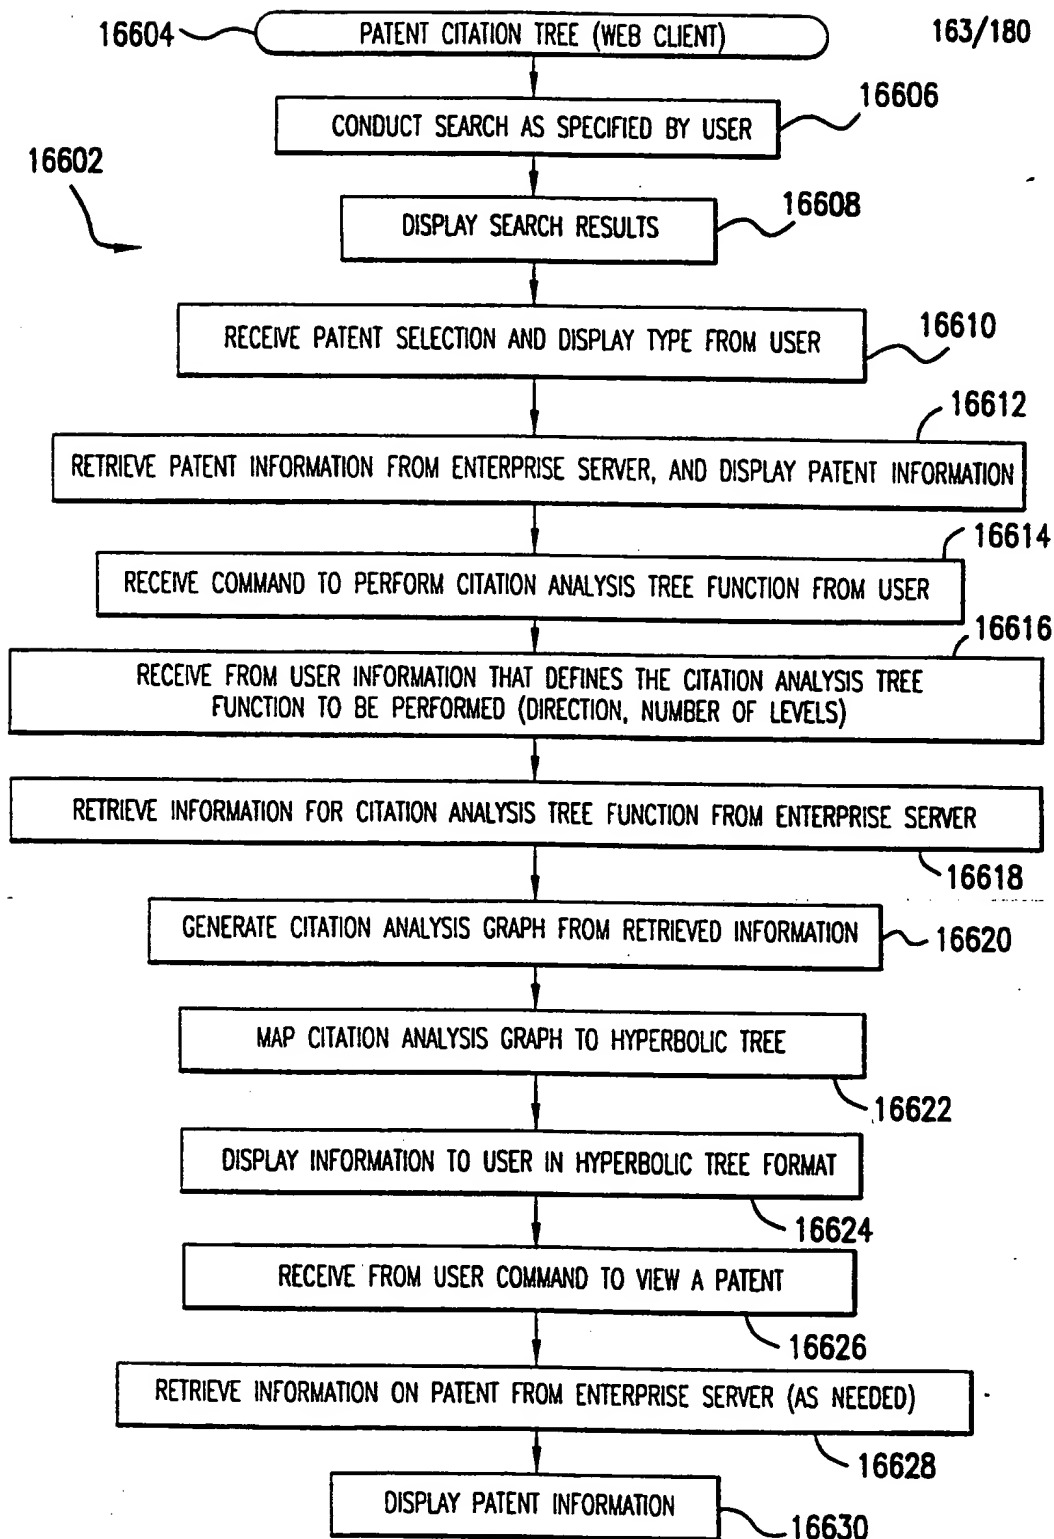 16604
PATENT CITATION TREE (WEB CLIENT)
163/180
16606
CONDUCT SEARCH AS SPECIFIED BY USER
16602
16608
DISPLAY SEARCH RESULTS
16610
RECEIVE PATENT SELECTION AND DISPLAY TYPE FROM USER
16612
RETRIEVE PATENT INFORMATION FROM ENTERPRISE SERVER, AND DISPLAY PATENT INFORMATION
16614
RECEIVE COMMAND TO PERFORM CITATION ANALYSIS TREE FUNCTION FROM USER
16616
RECEIVE FROM USER INFORMATION THAT DEFINES THE CITATION ANALYSIS TREE
FUNCTION TO BE PERFORMED (DIRECTION, NUMBER OF LEVELS)
RETRIEVE INFORMATION FOR CITATION ANALYSIS TREE FUNCTION FROM ENTERPRISE SERVER
16618
GENERATE CITATION ANALYSIS GRAPH FROM RETRIEVED INFORMATION
16620
MAP CITATION ANALYSIS GRAPH TO HYPERBOLIC TREE
16622
DISPLAY INFORMATION TO USER IN HYPERBOLIC TREE FORMAT
16624
RECEIVE FROM USER COMMAND TO VIEW A PATENT
16626
RETRIEVE INFORMATION ON PATENT FROM ENTERPRISE SERVER (AS NEEDED)
16628
DISPLAY PATENT INFORMATION
16630